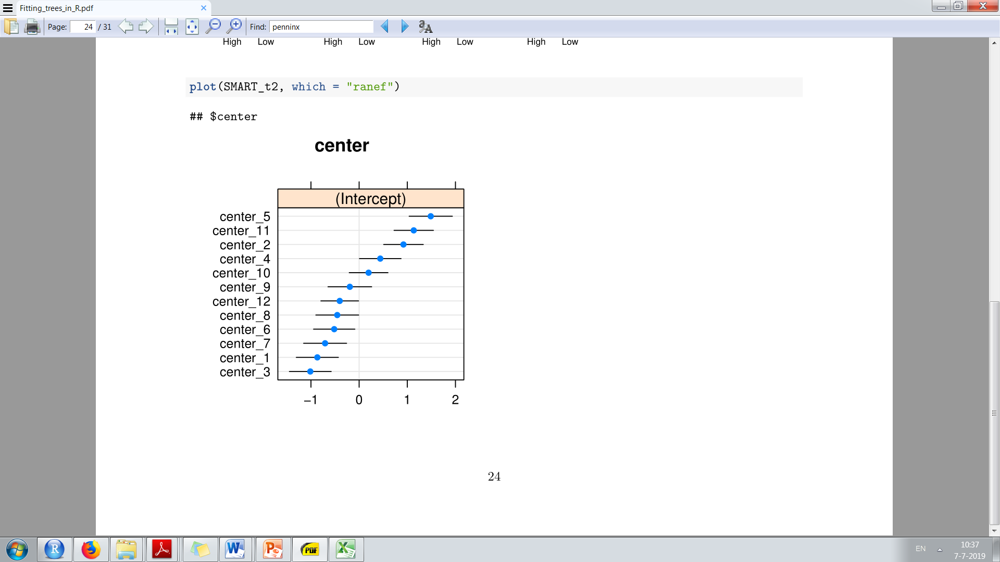 Fitting_trees_in_R.pdf
Page: 24 / 31 Find: penninx
High Low High Low High Low High Low
plot(SMART_t2, which = "ranef")
## $center
center
(Intercept)
center_5
center_11
center_2
center_4
center_10
center_9
center_12
center_8
center_6
center_7
center_1
center_3
−1 0 1 2
24
EN 10:37
7-7-2019